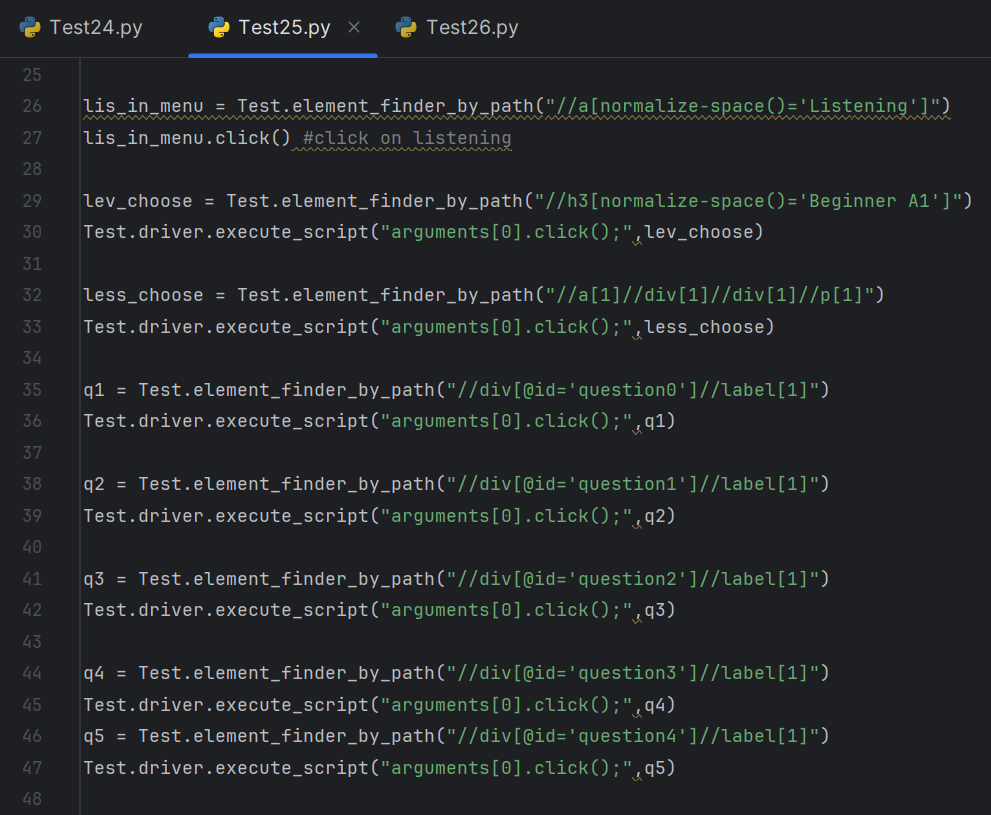 Test24.py Test25.py Test26.py
25
26 lis_in_menu = Test.element_finder_by_path("//a[normalize-space()='Listening']")
27 lis_in_menu.click() #click on listening
28
29 lev_choose = Test.element_finder_by_path("//h3[normalize-space()='Beginner A1']")
30 Test.driver.execute_script("arguments[0].click();",lev_choose)
31
32 less_choose = Test.element_finder_by_path("//a[1]//div[1]//div[1]//p[1]")
33 Test.driver.execute_script("arguments[0].click();",less_choose)
34
35 q1 = Test.element_finder_by_path("//div[@id='question0']//label[1]")
36 Test.driver.execute_script("arguments[0].click();",q1)
37
38 q2 = Test.element_finder_by_path("//div[@id='question1']//label[1]")
39 Test.driver.execute_script("arguments[0].click();",q2)
40
41 q3 = Test.element_finder_by_path("//div[@id='question2']//label[1]")
42 Test.driver.execute_script("arguments[0].click();",q3)
43
44 q4 = Test.element_finder_by_path("//div[@id='question3']//label[1]")
45 Test.driver.execute_script("arguments[0].click();",q4)
46 q5 = Test.element_finder_by_path("//div[@id='question4']//label[1]")
47 Test.driver.execute_script("arguments[0].click();",q5)
48